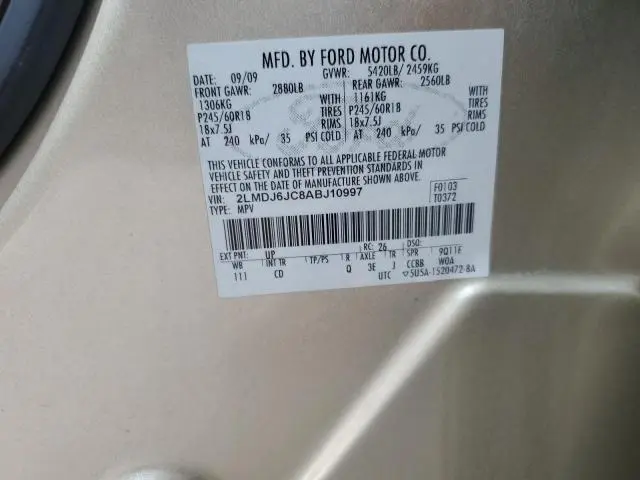 MFD. BY FORD MOTOR CO.
DATE: 09/09 GVWR: 5420LB/ 2459KG
FRONT GAWR: 2880LB REAR GAWR: 2560LB
1306KG WITH 1161KG WITH
P245/60R18 TIRES P245/60R18 TIRES
18x7.5J RIMS 18x7.5J RIMS
AT 240 kPa/ 35 PSI COLD AT 240 kPa/ 35 PSI COLD
THIS VEHICLE CONFORMS TO ALL APPLICABLE FEDERAL MOTOR
VEHICLE SAFETY AND THEFT PREVENTION STANDARDS IN
EFFECT ON THE DATE OF MANUFACTURE SHOWN ABOVE.
VIN: 2LMDJ6JC8ABJ10997 F0103
TYPE: MPV T0372
EXT PNT: UP RC: 26 DSO:
WB INT TR TP/PS R AXLE TR SPR 9Q11F
111 CD Q 3E J CCBB W0A
UTC ▽5U5A-1520472-BA